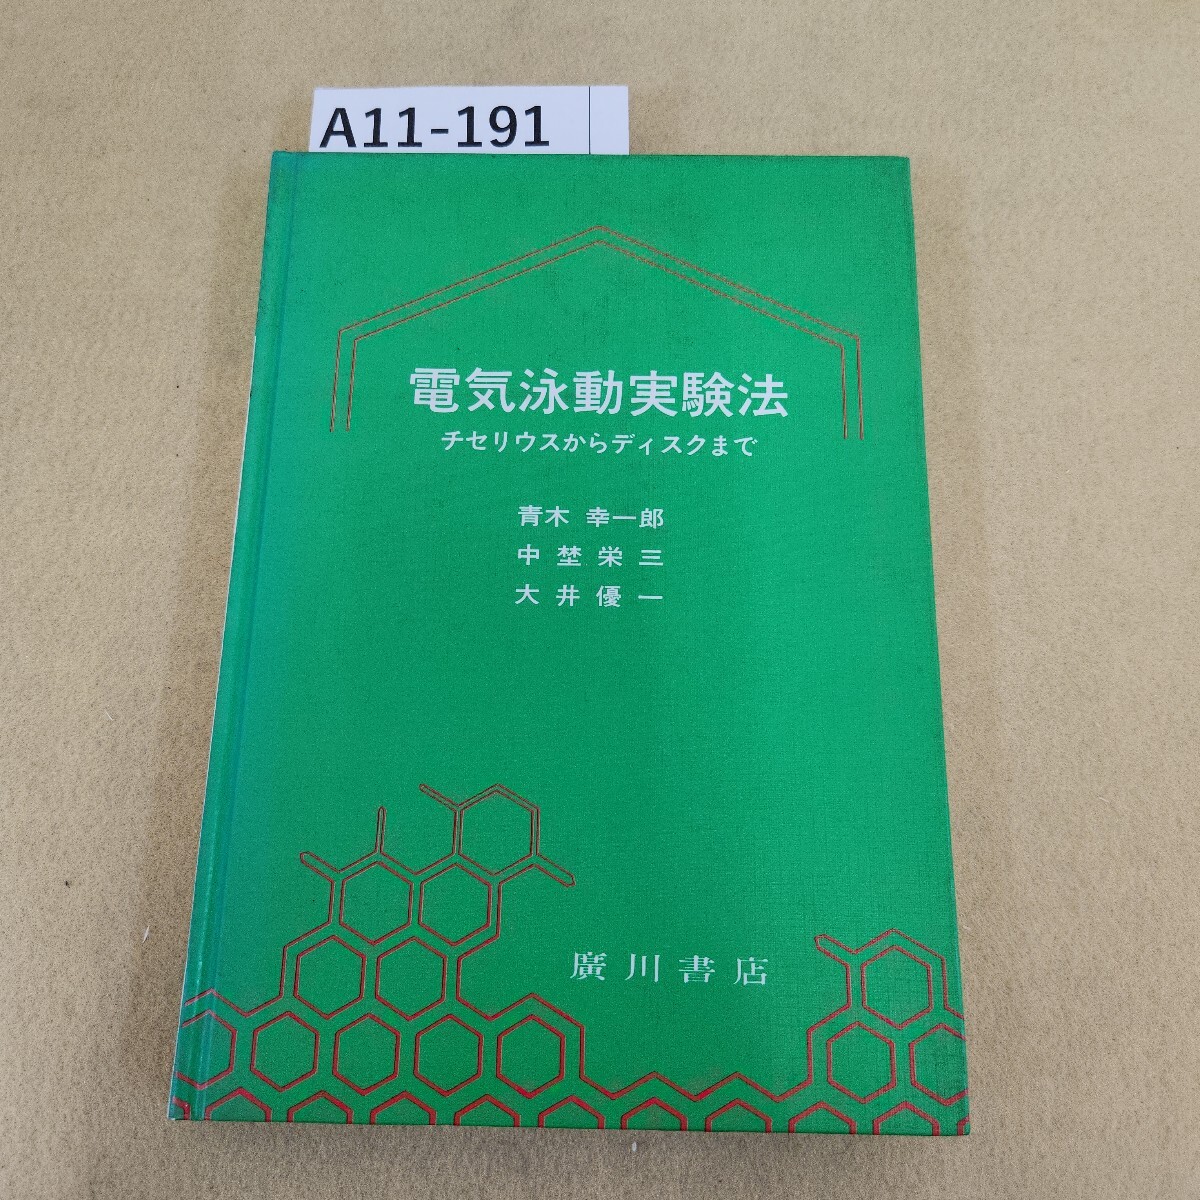 A11-191
電気泳動実験法
チセリウスからディスクまで
青木 幸一郎
中埜栄三
大井優一
廣川書店